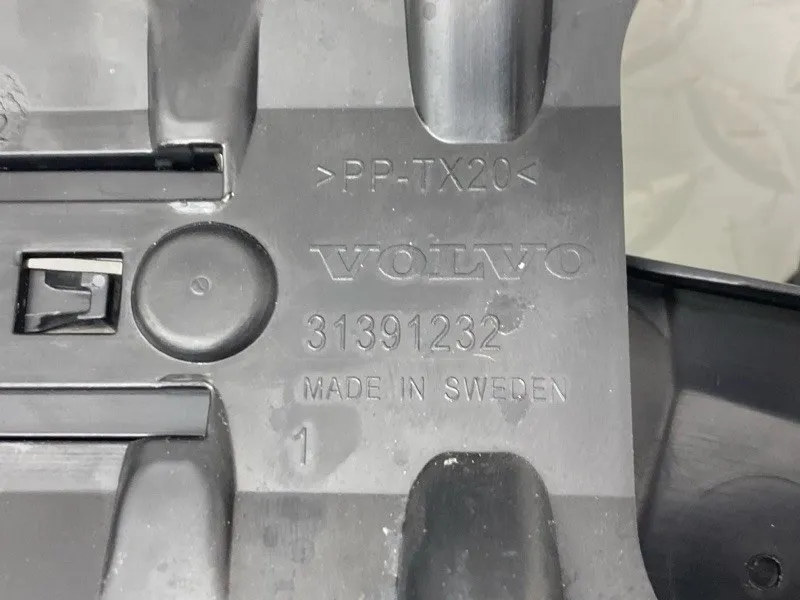 >PP-TX20<
VOLVO
31391232
MADE IN SWEDEN
1